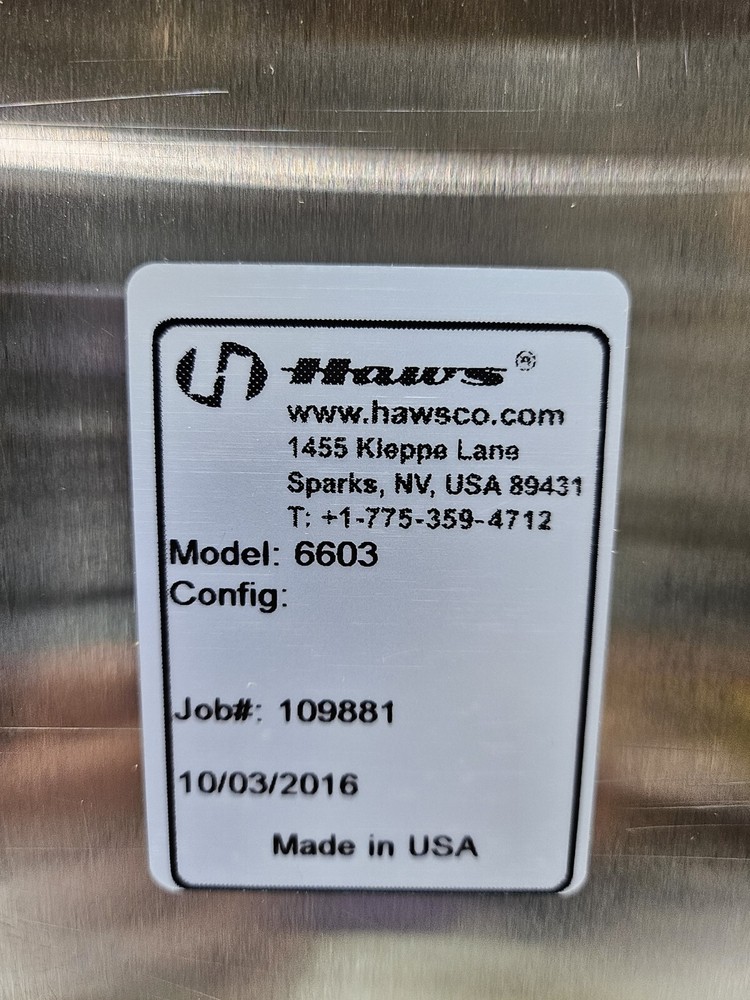 Haws®
www.hawsco.com
1455 Kleppe Lane
Sparks, NV, USA 89431
T: +1-775-359-4712
Model: 6603
Config:
Job#: 109881
10/03/2016
Made in USA